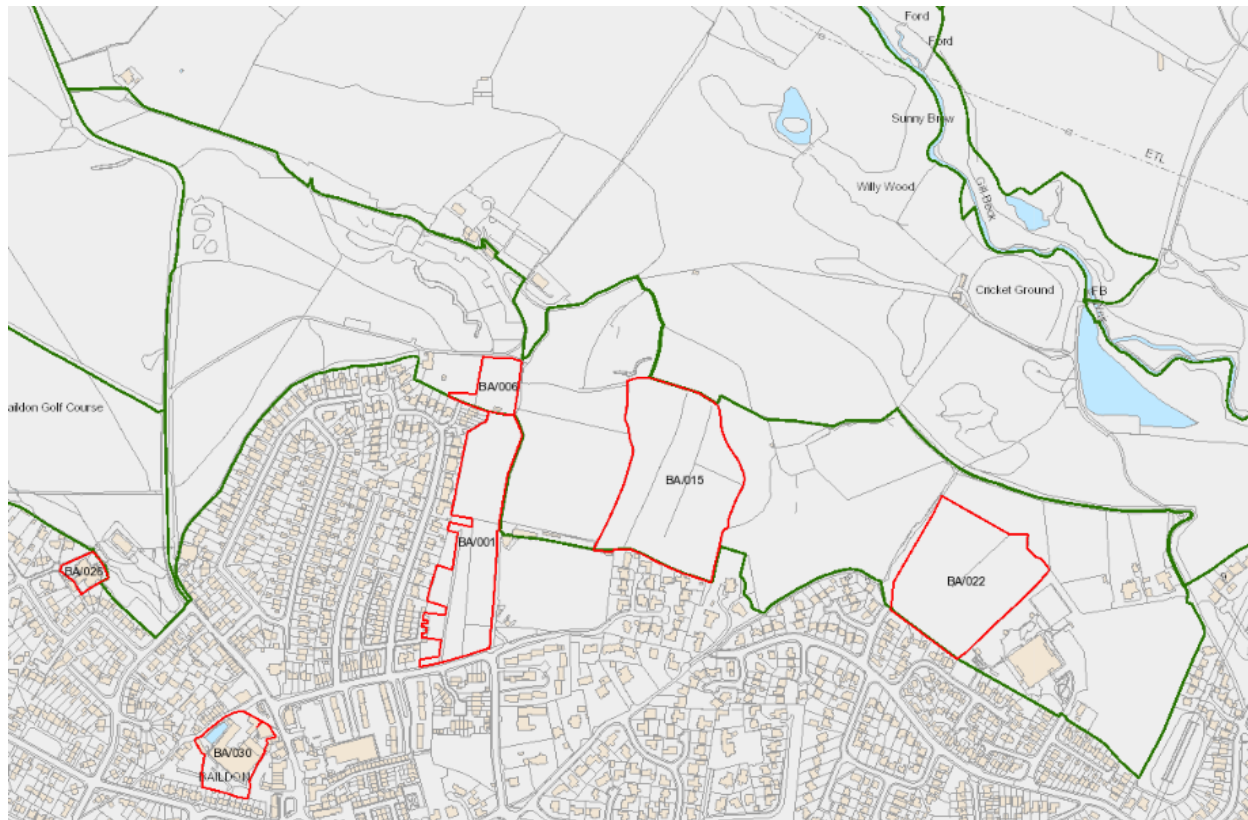 Ford
Ford
Sunny Brow
ETL
Willy Wood
Gill Beck
Cricket Ground
FB
BA/006
aildon Golf Course
BA/015
BA/001
BA/025
BA/022
BA/030
BAILDON